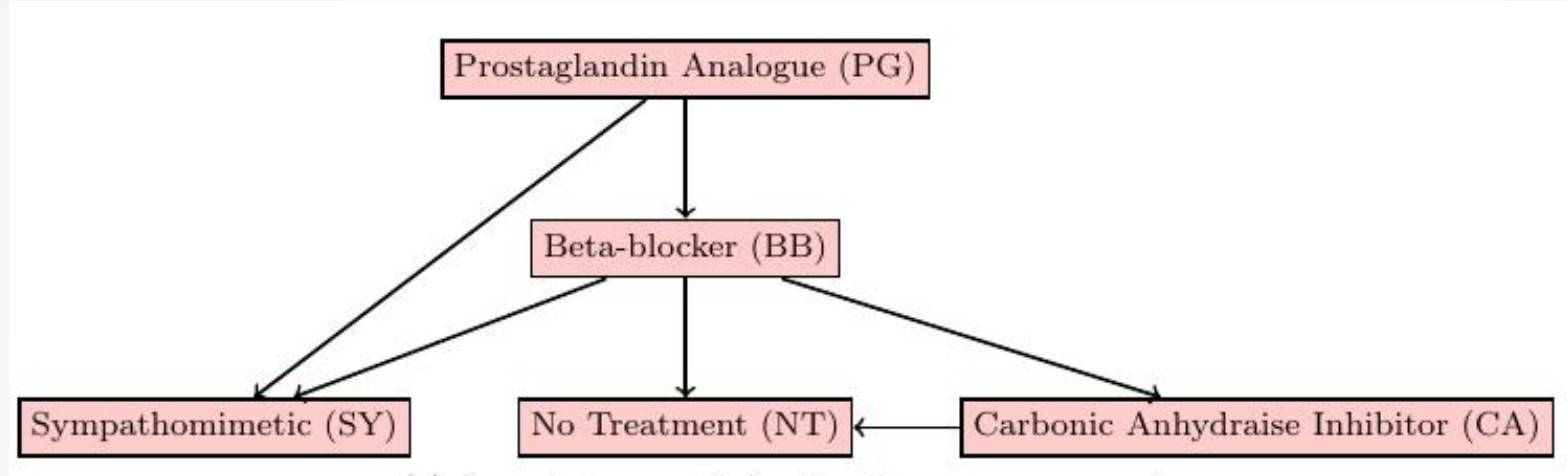 Prostaglandin Analogue (PG)
Beta-blocker (BB)
Sympathomimetic (SY)
No Treatment (NT)
Carbonic Anhydraise Inhibitor (CA)